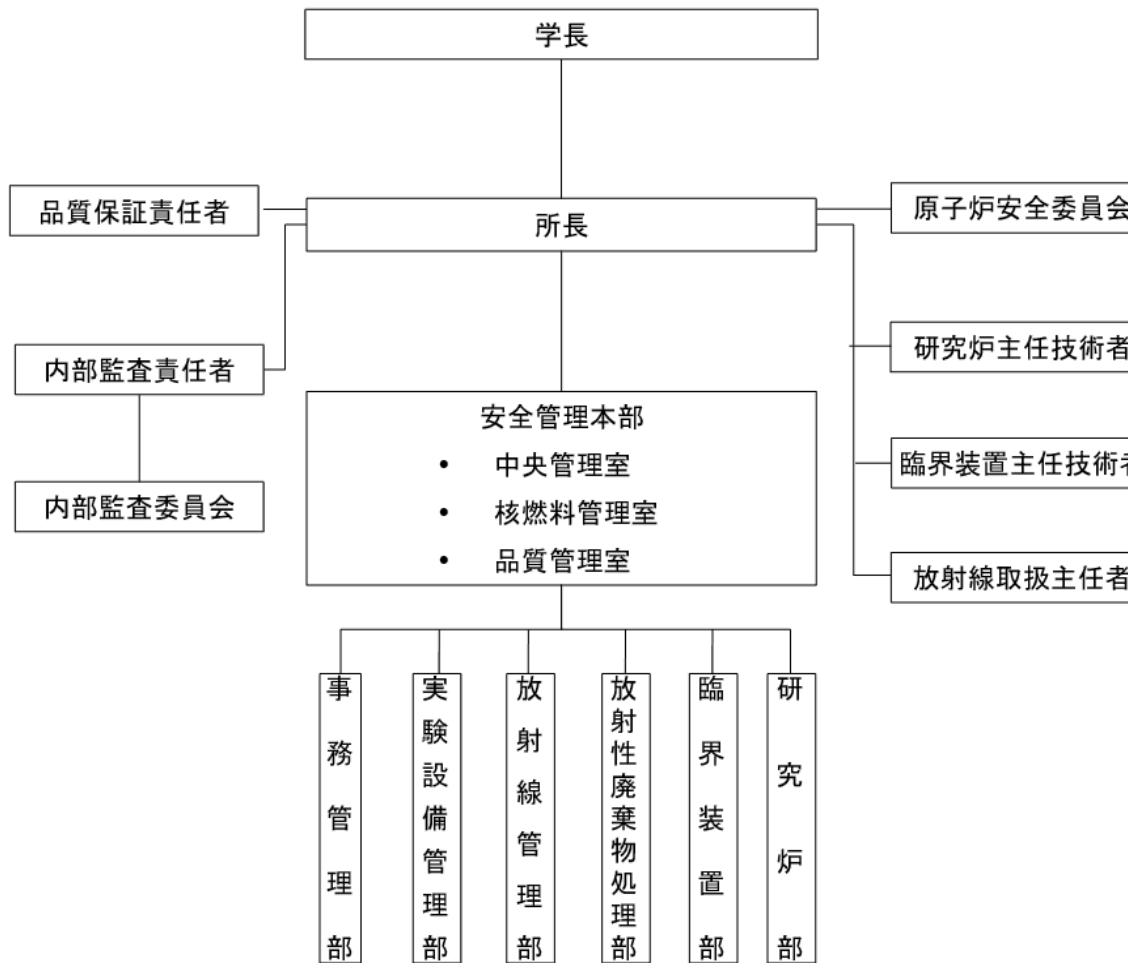 学長
品質保証責任者
所長
原子炉安全委員会
内部監査責任者
研究炉主任技術者
安全管理本部
• 中央管理室
• 核燃料管理室
• 品質管理室
内部監査委員会
臨界装置主任技術者
放射線取扱主任者
事務管理部
実験設備管理部
放射線管理部
放射性廃棄物処理部
臨界装置部
研究炉部